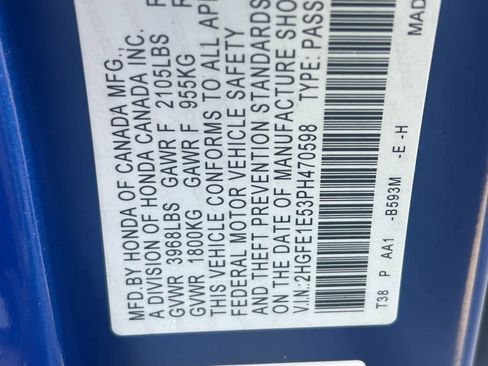 MFD.BY HONDA OF CANADA MFG.,
A DIVISION OF HONDA CANADA INC.
GVWR 3968LBS GAWR F 2105LBS
GVWR 1800KG GAWR F 955KG
THIS VEHICLE CONFORMS TO ALL
FEDERAL MOTOR VEHICLE SAFETY
AND THEFT PREVENTION STANDARDS
ON THE DATE OF MANUFACTURE
V.I.N.:2HGFE1E53PH470598 TYPE: PASS
MAD
T38 P AA1 -B593M -E -H